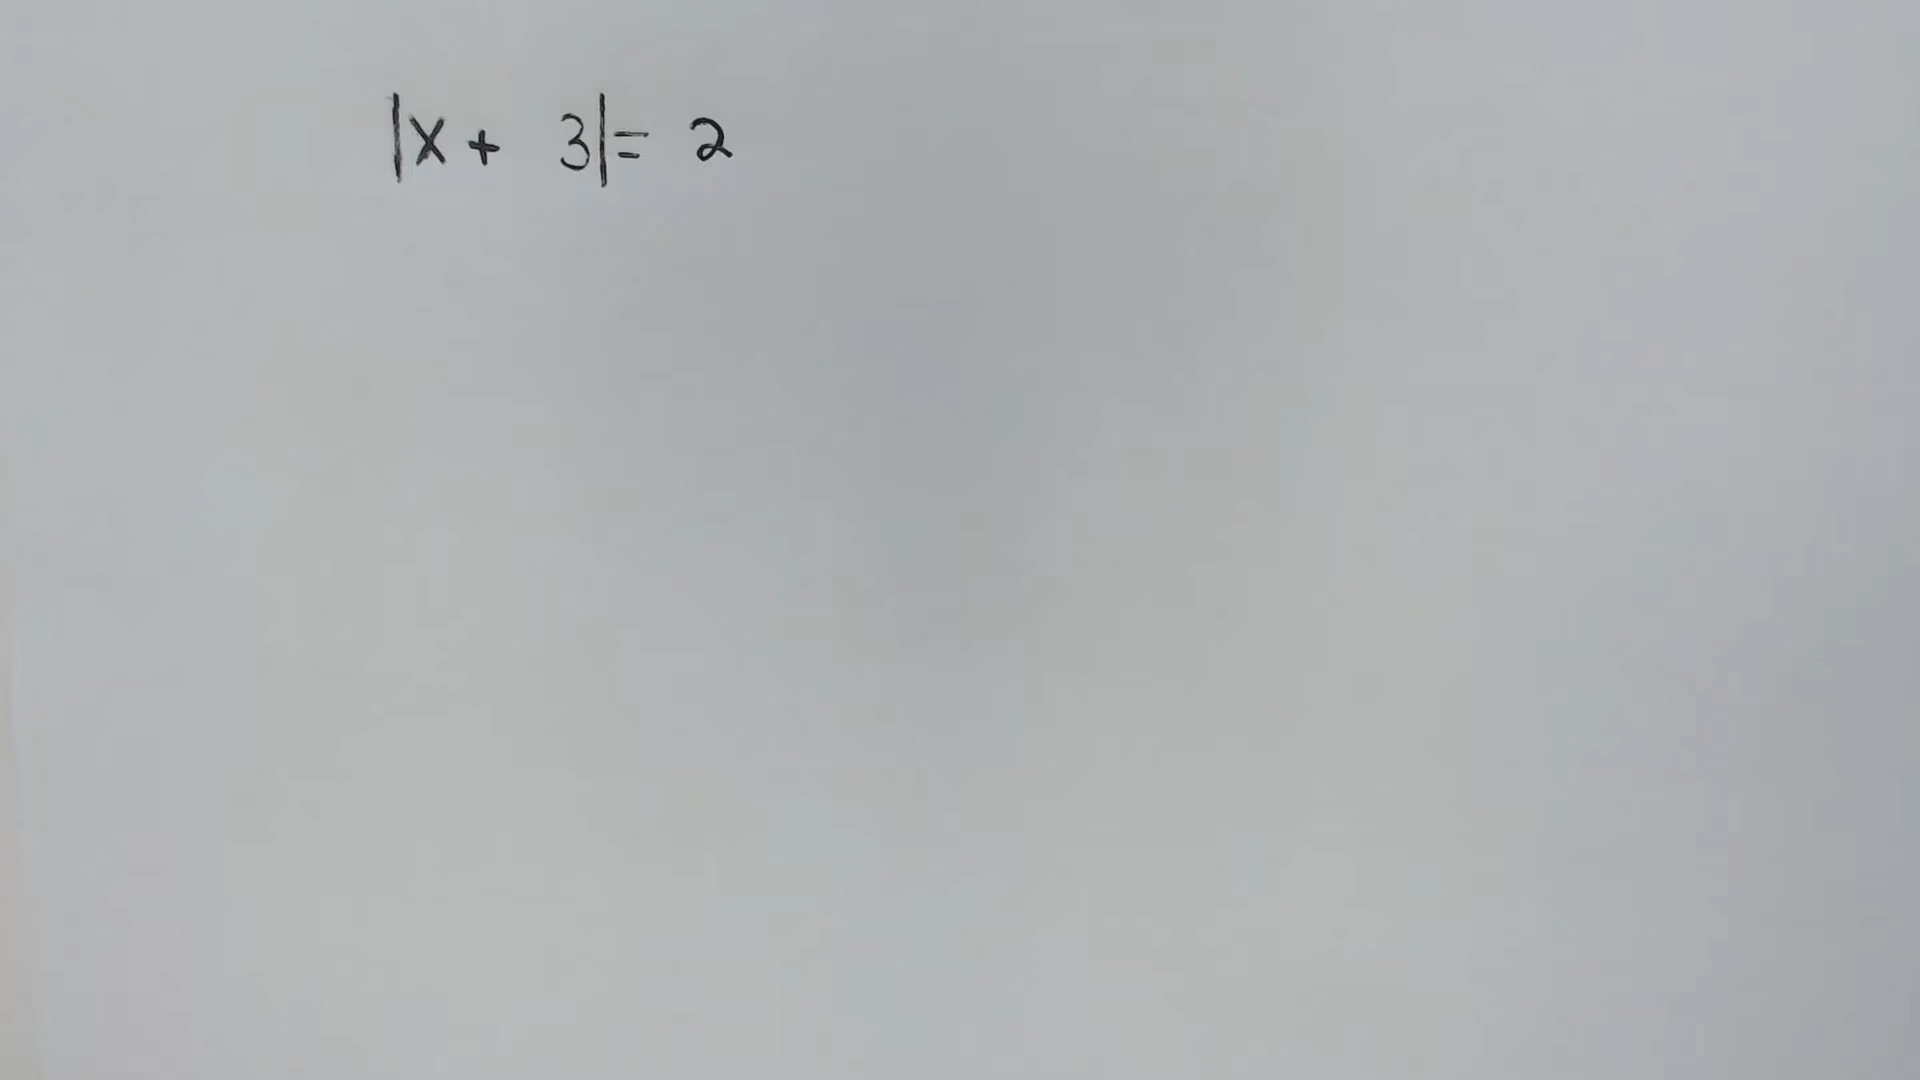 |x + 3| = 2